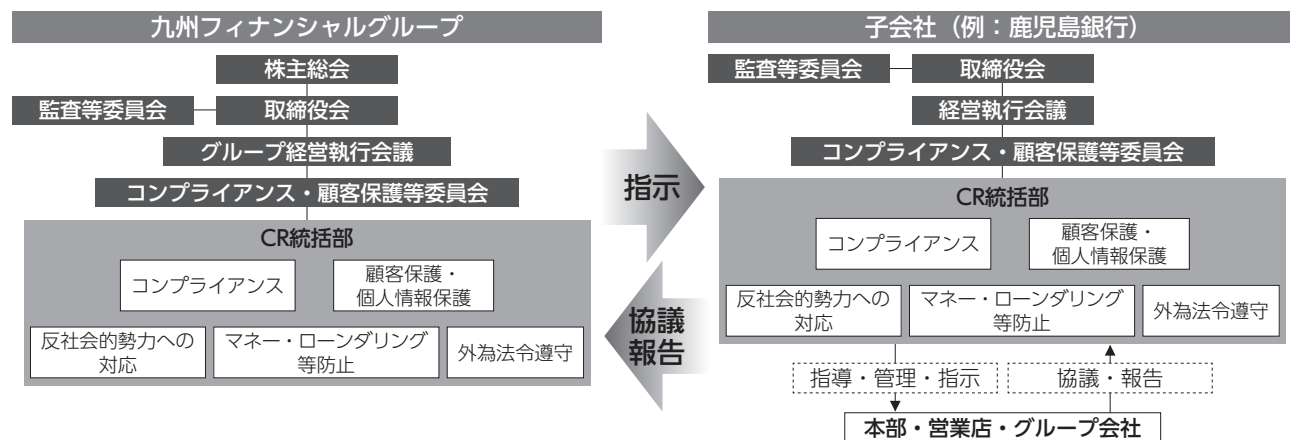 九州フィナンシャルグループ
株主総会
監査等委員会
取締役会
グループ経営執行会議
コンプライアンス・顧客保護等委員会
CR統括部
コンプライアンス
顧客保護・
個人情報保護
反社会的勢力への
対応
マネー・ローンダリング
等防止
外為法令遵守
指示
協議
報告
子会社（例：鹿児島銀行）
監査等委員会
取締役会
経営執行会議
コンプライアンス・顧客保護等委員会
CR統括部
コンプライアンス
顧客保護・
個人情報保護
反社会的勢力への
対応
マネー・ローンダリング
等防止
外為法令遵守
指導・管理・指示
協議・報告
本部・営業店・グループ会社